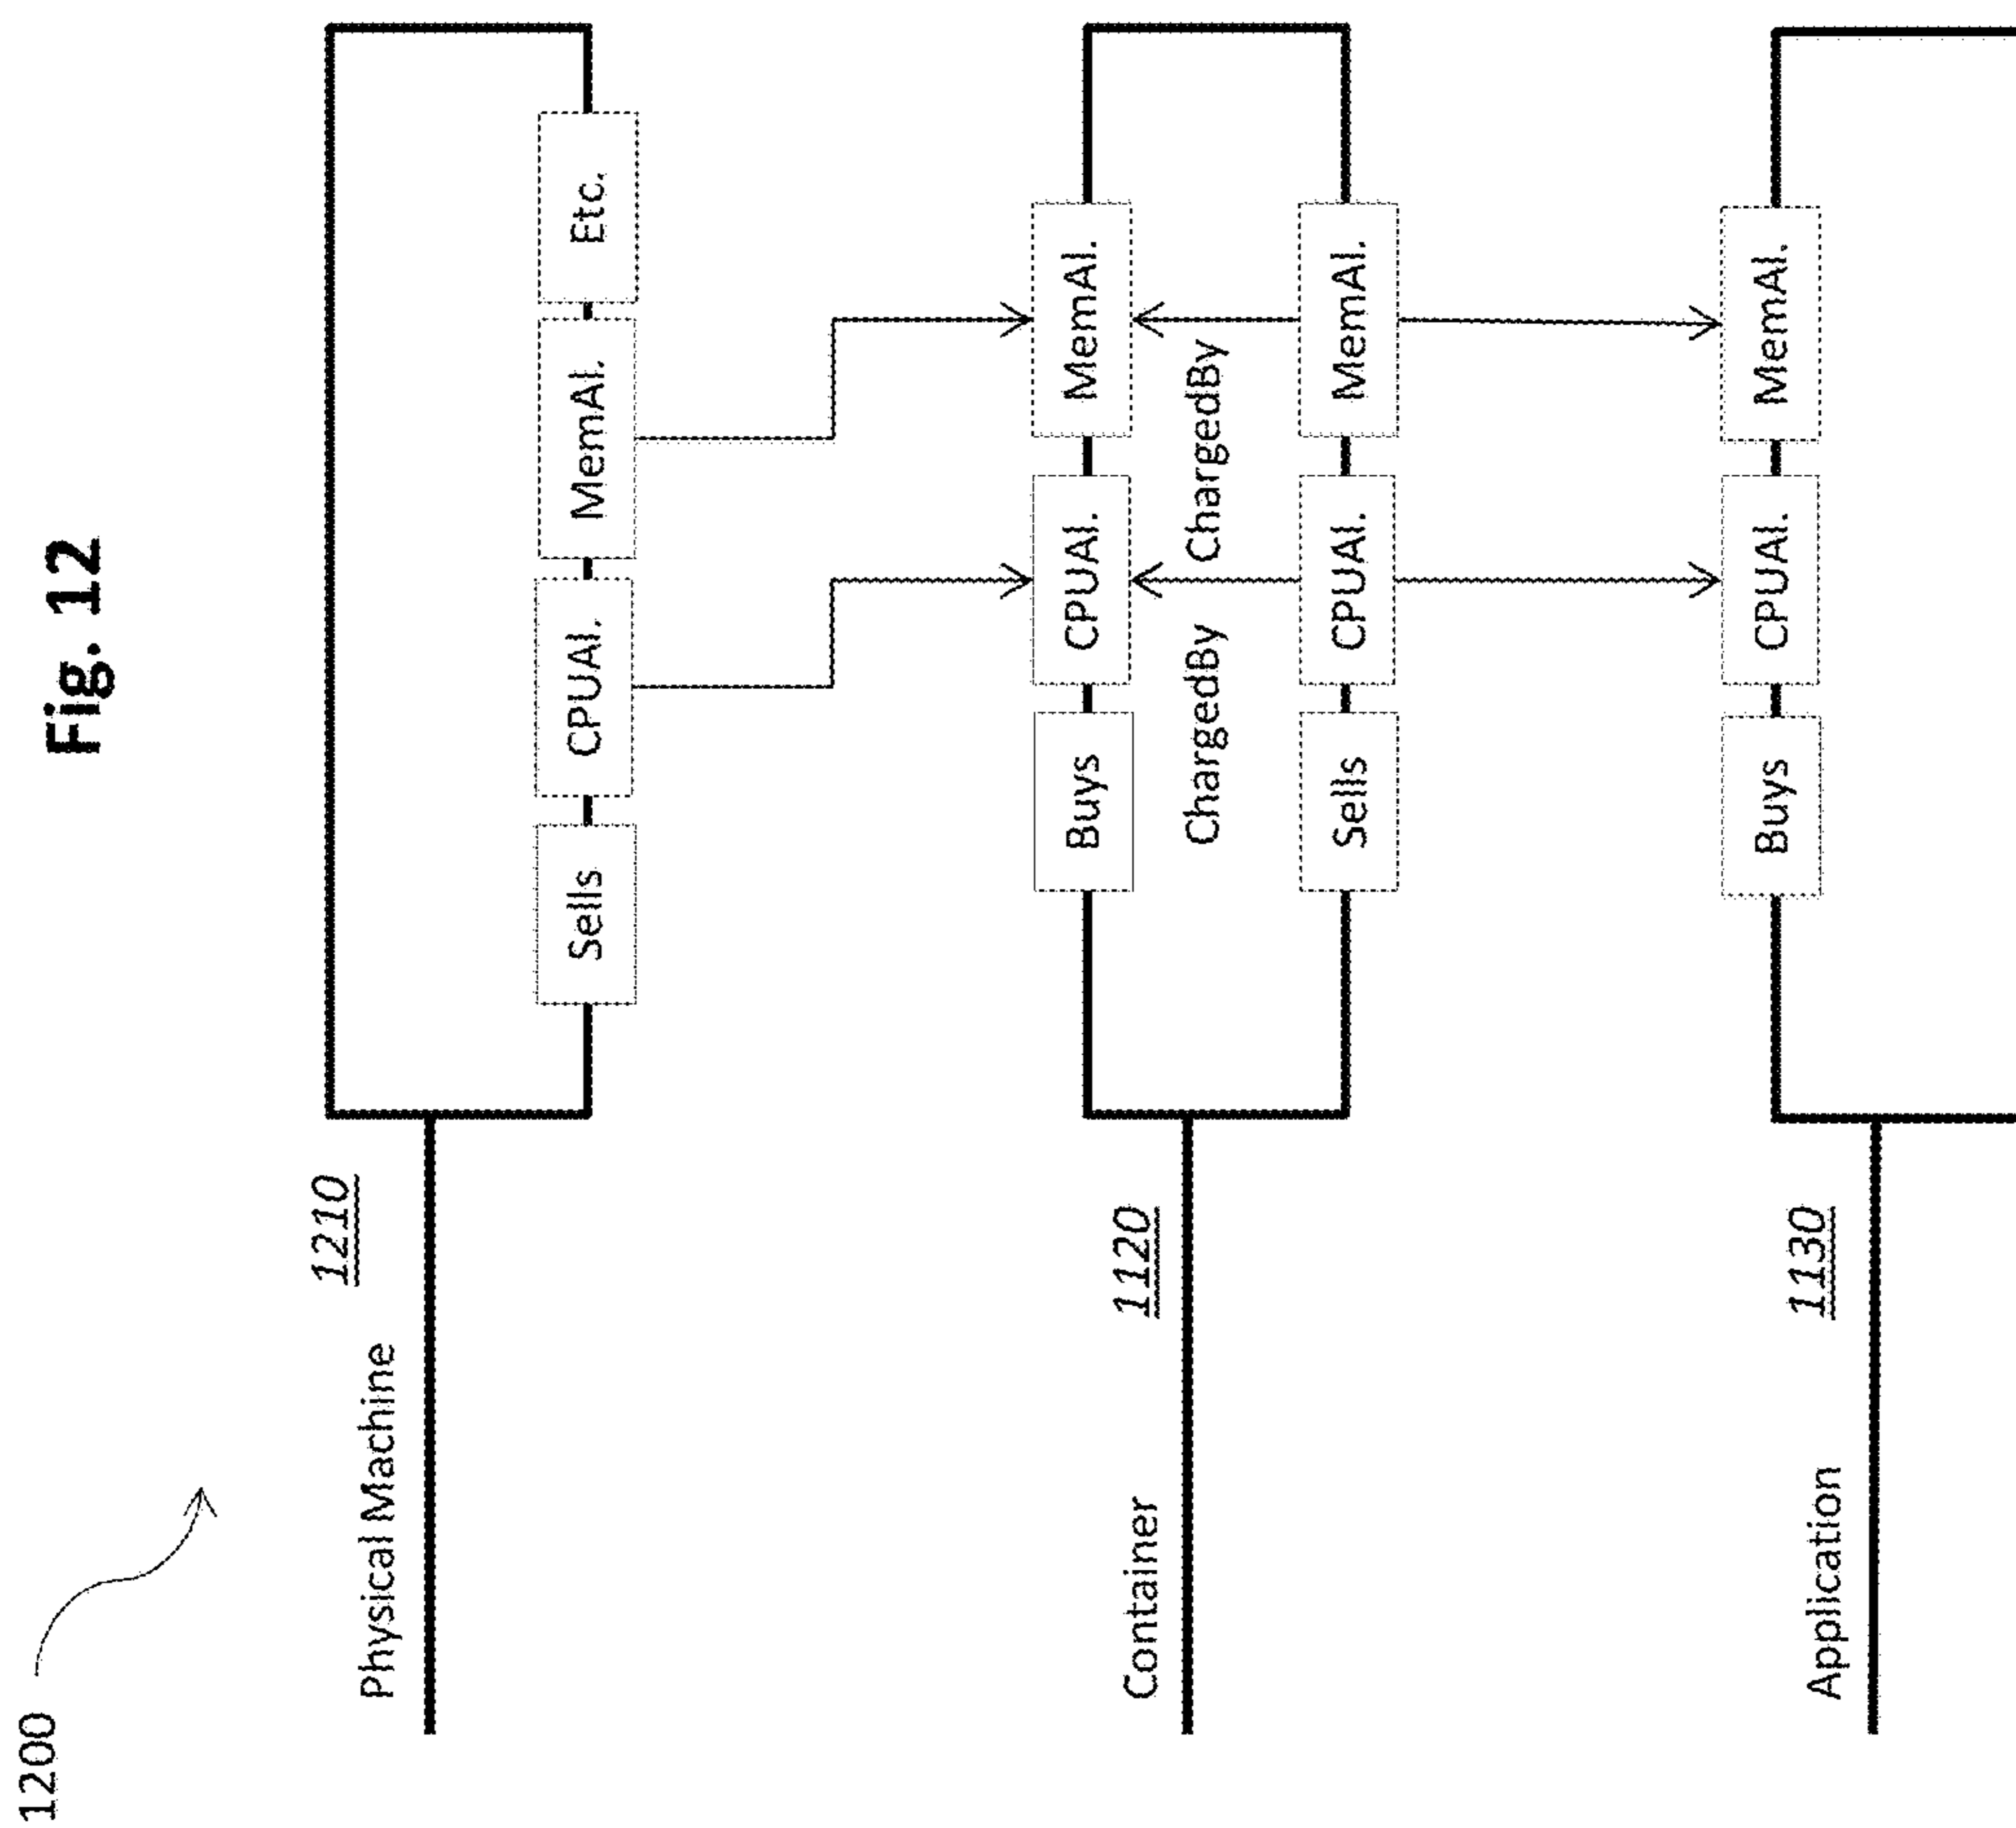 Fig. 12
1200
Physical Machine
1210
Sells
CPUAl.
MemAl.
Etc.
Container
1120
Buys
CPUAl.
MemAl.
ChargedBy
ChargedBy
Sells
CPUAl.
MemAl.
Application
1130
Buys
CPUAl.
MemAl.